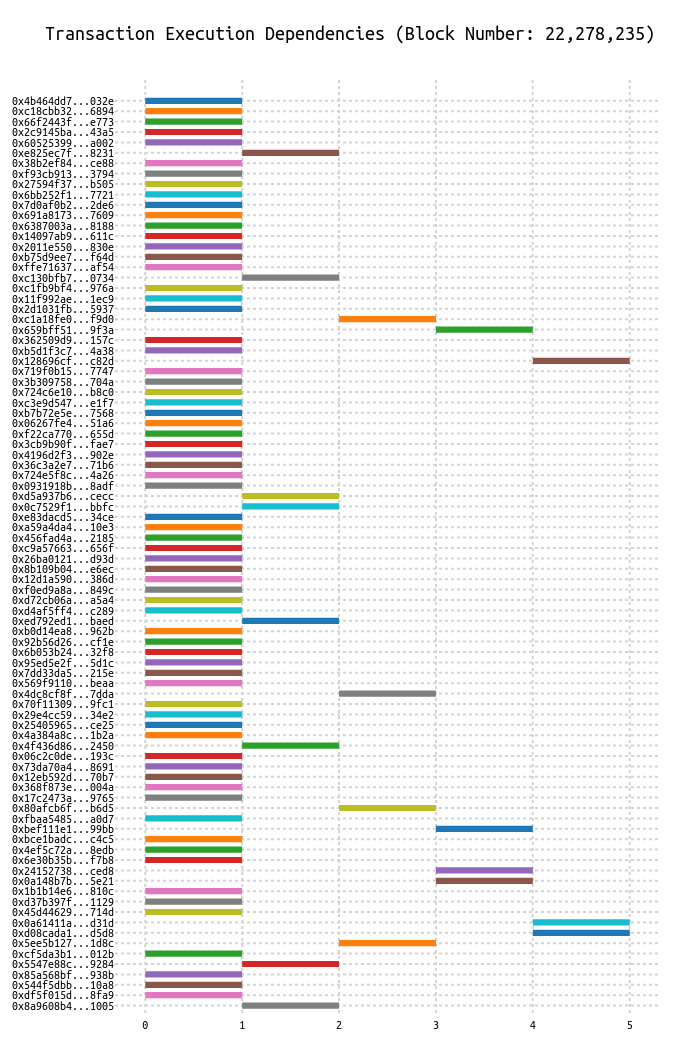 Transaction Execution Dependencies (Block Number: 22,278,235)
0x4b464dd7...032e
0xc18cbb32...6894
0x66f2443f...e773
0x2c9145ba...43a5
0x60525399...a002
0xe825ec7f...8231
0x38b2ef84...ce88
0xf93cb913...3794
0x27594f37...b505
0x6bb252f1...7721
0x7d0af0b2...2de6
0x691a8173...7609
0x6387003a...8188
0x14097ab9...611c
0x2011e550...830e
0xb75d9ee7...f64d
0xffe71637...af54
0xc130bfb7...0734
0xc1fb9bf4...976a
0x11f992ae...1ec9
0x2d1031fb...5937
0xc1a18fe0...f9d0
0x659bff51...9f3a
0x362509d9...157c
0xb5d1f3c7...4a38
0x128696cf...c82d
0x719f0b15...7747
0x3b309758...704a
0x724c6e10...b8c0
0xc3e9d547...e1f7
0xb7b72e5e...7568
0x06267fe4...51a6
0xf22ca770...655d
0x3cb9b90f...fae7
0x4196d2f3...902e
0x36c3a2e7...71b6
0x724e5f8c...4a26
0x0931918b...8adf
0xd5a937b6...cecc
0x0c7529f1...bbfc
0xe83dacd5...34ce
0xa59a4da4...10e3
0x456fad4a...2185
0xc9a57663...656f
0x26ba0121...d93d
0x8b109b04...e6ec
0x12d1a590...386d
0xf0ed9a8a...849c
0xd72cb06a...a5a4
0xd4af5ff4...c289
0xed792ed1...baed
0xb0d14ea8...962b
0x92b56d26...cf1e
0x6b053b24...32f8
0x95ed5e2f...5d1c
0x7dd33da5...215e
0x569f9110...beaa
0x4dc8cf8f...7dda
0x70f11309...9fc1
0x29e4cc59...34e2
0x25405965...ce25
0x4a384a8c...1b2a
0x4f436d86...2450
0x06c2c0de...193c
0x73da70a4...8691
0x12eb592d...70b7
0x368f873e...004a
0x17c2473a...9765
0x80afcb6f...b6d5
0xfbaa5485...a0d7
0xbef111e1...99bb
0xbce1badc...c4c5
0x4ef5c72a...8edb
0x6e30b35b...f7b8
0x24152738...ced8
0x0a148b7b...5e21
0x1b1b14e6...810c
0xd37b397f...1129
0x45d44629...714d
0x0a61411a...d31d
0xd08cada1...d5d8
0x5ee5b127...1d8c
0xcf5da3b1...012b
0x5547e88c...9284
0x85a568bf...938b
0x544f5dbb...10a8
0xdf5f015d...8fa9
0x8a9608b4...1005
0 1 2 3 4 5